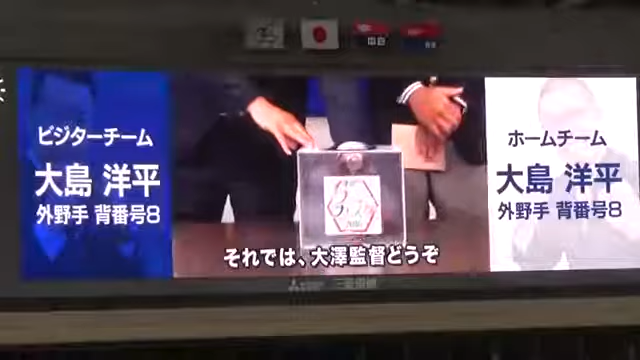 ビジターチーム
大島 洋平
外野手 背番号8
それでは、大澤監督どうぞ
ホームチーム
大島 洋平
外野手 背番号8